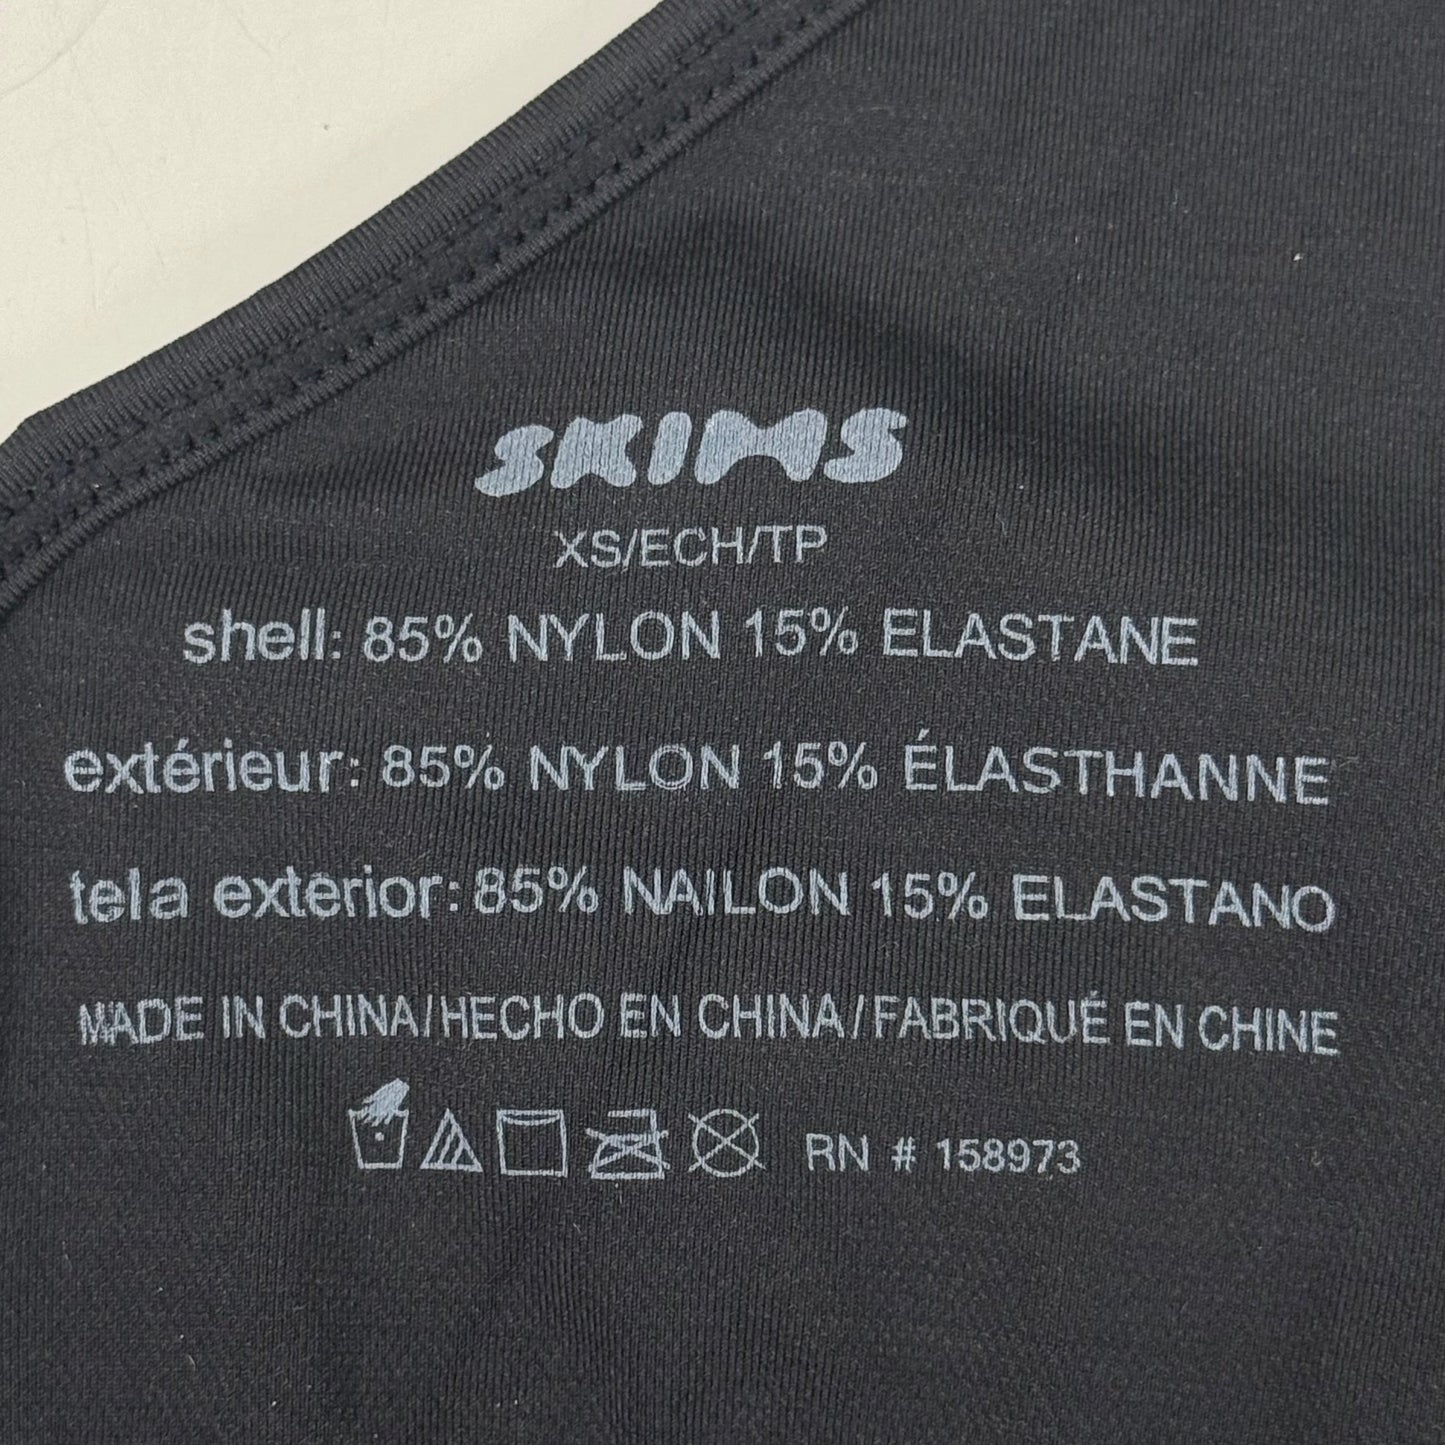 SKIMS
XS/ECH/TP
shell: 85% NYLON 15% ELASTANE
extérieur: 85% NYLON 15% ÉLASTHANNE
tela exterior: 85% NAILON 15% ELASTANO
MADE IN CHINA/HECHO EN CHINA/FABRIQUÉ EN CHINE
RN # 158973